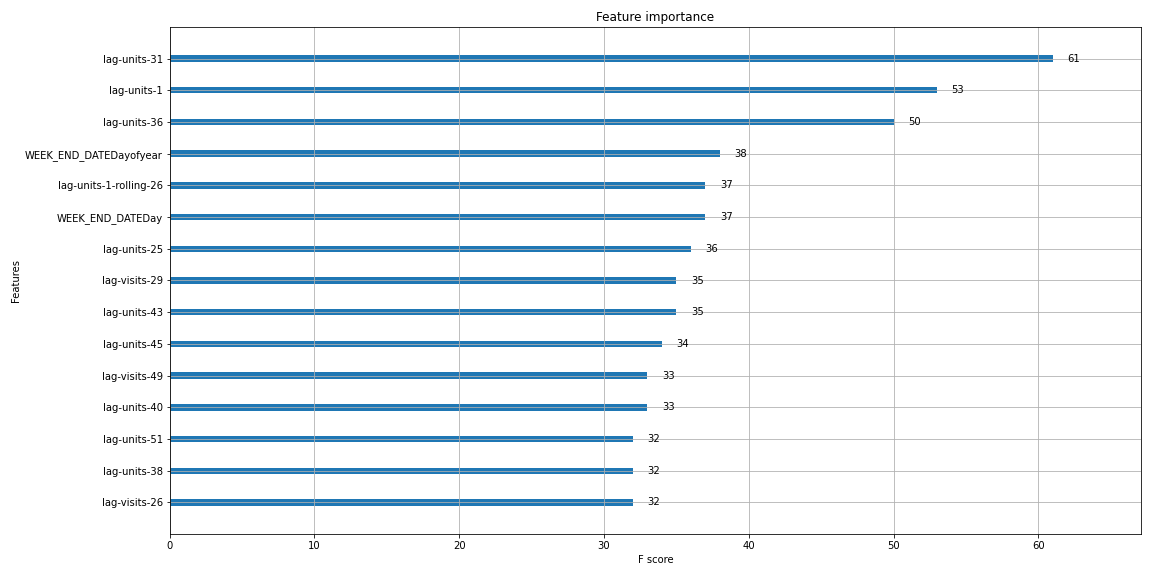 Feature importance
lag-units-31 61
lag-units-1 53
lag-units-36 50
WEEK_END_DATEDayofyear 38
lag-units-1-rolling-26 37
WEEK_END_DATEDay 37
lag-units-25 36
lag-visits-29 35
lag-units-43 35
lag-units-45 34
lag-visits-49 33
lag-units-40 33
lag-units-51 32
lag-units-38 32
lag-visits-26 32
Features
0 10 20 30 40 50 60
F score